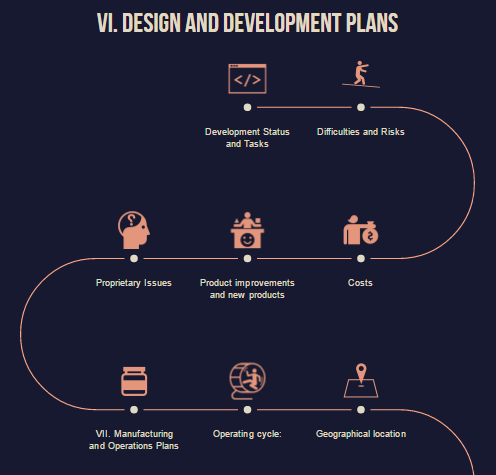 VI. DESIGN AND DEVELOPMENT PLANS
</>
Development Status
and Tasks
Difficulties and Risks
Proprietary Issues
Product improvements
and new products
Costs
?
$
VII. Manufacturing
and Operations Plans
Operating cycle:
Geographical location